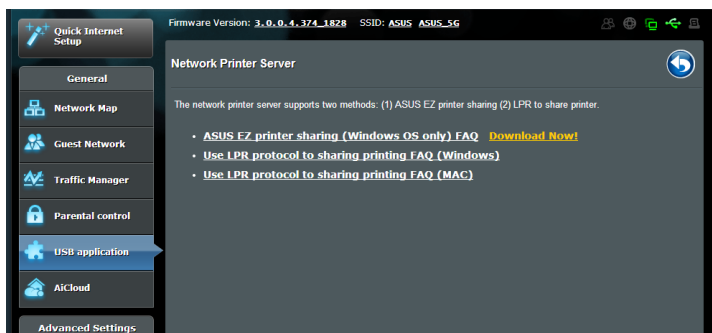 Quick Internet
Setup
Firmware Version: 3.0.0.4.374_1828 SSID: ASUS ASUS_5G
General
Network Map
Guest Network
Traffic Manager
Parental control
USB application
AiCloud
Advanced Settings
Network Printer Server
The network printer server supports two methods: (1) ASUS EZ printer sharing (2) LPR to share printer.
ASUS EZ printer sharing (Windows OS only) FAQ Download Now!
Use LPR protocol to sharing printing FAQ (Windows)
Use LPR protocol to sharing printing FAQ (MAC)